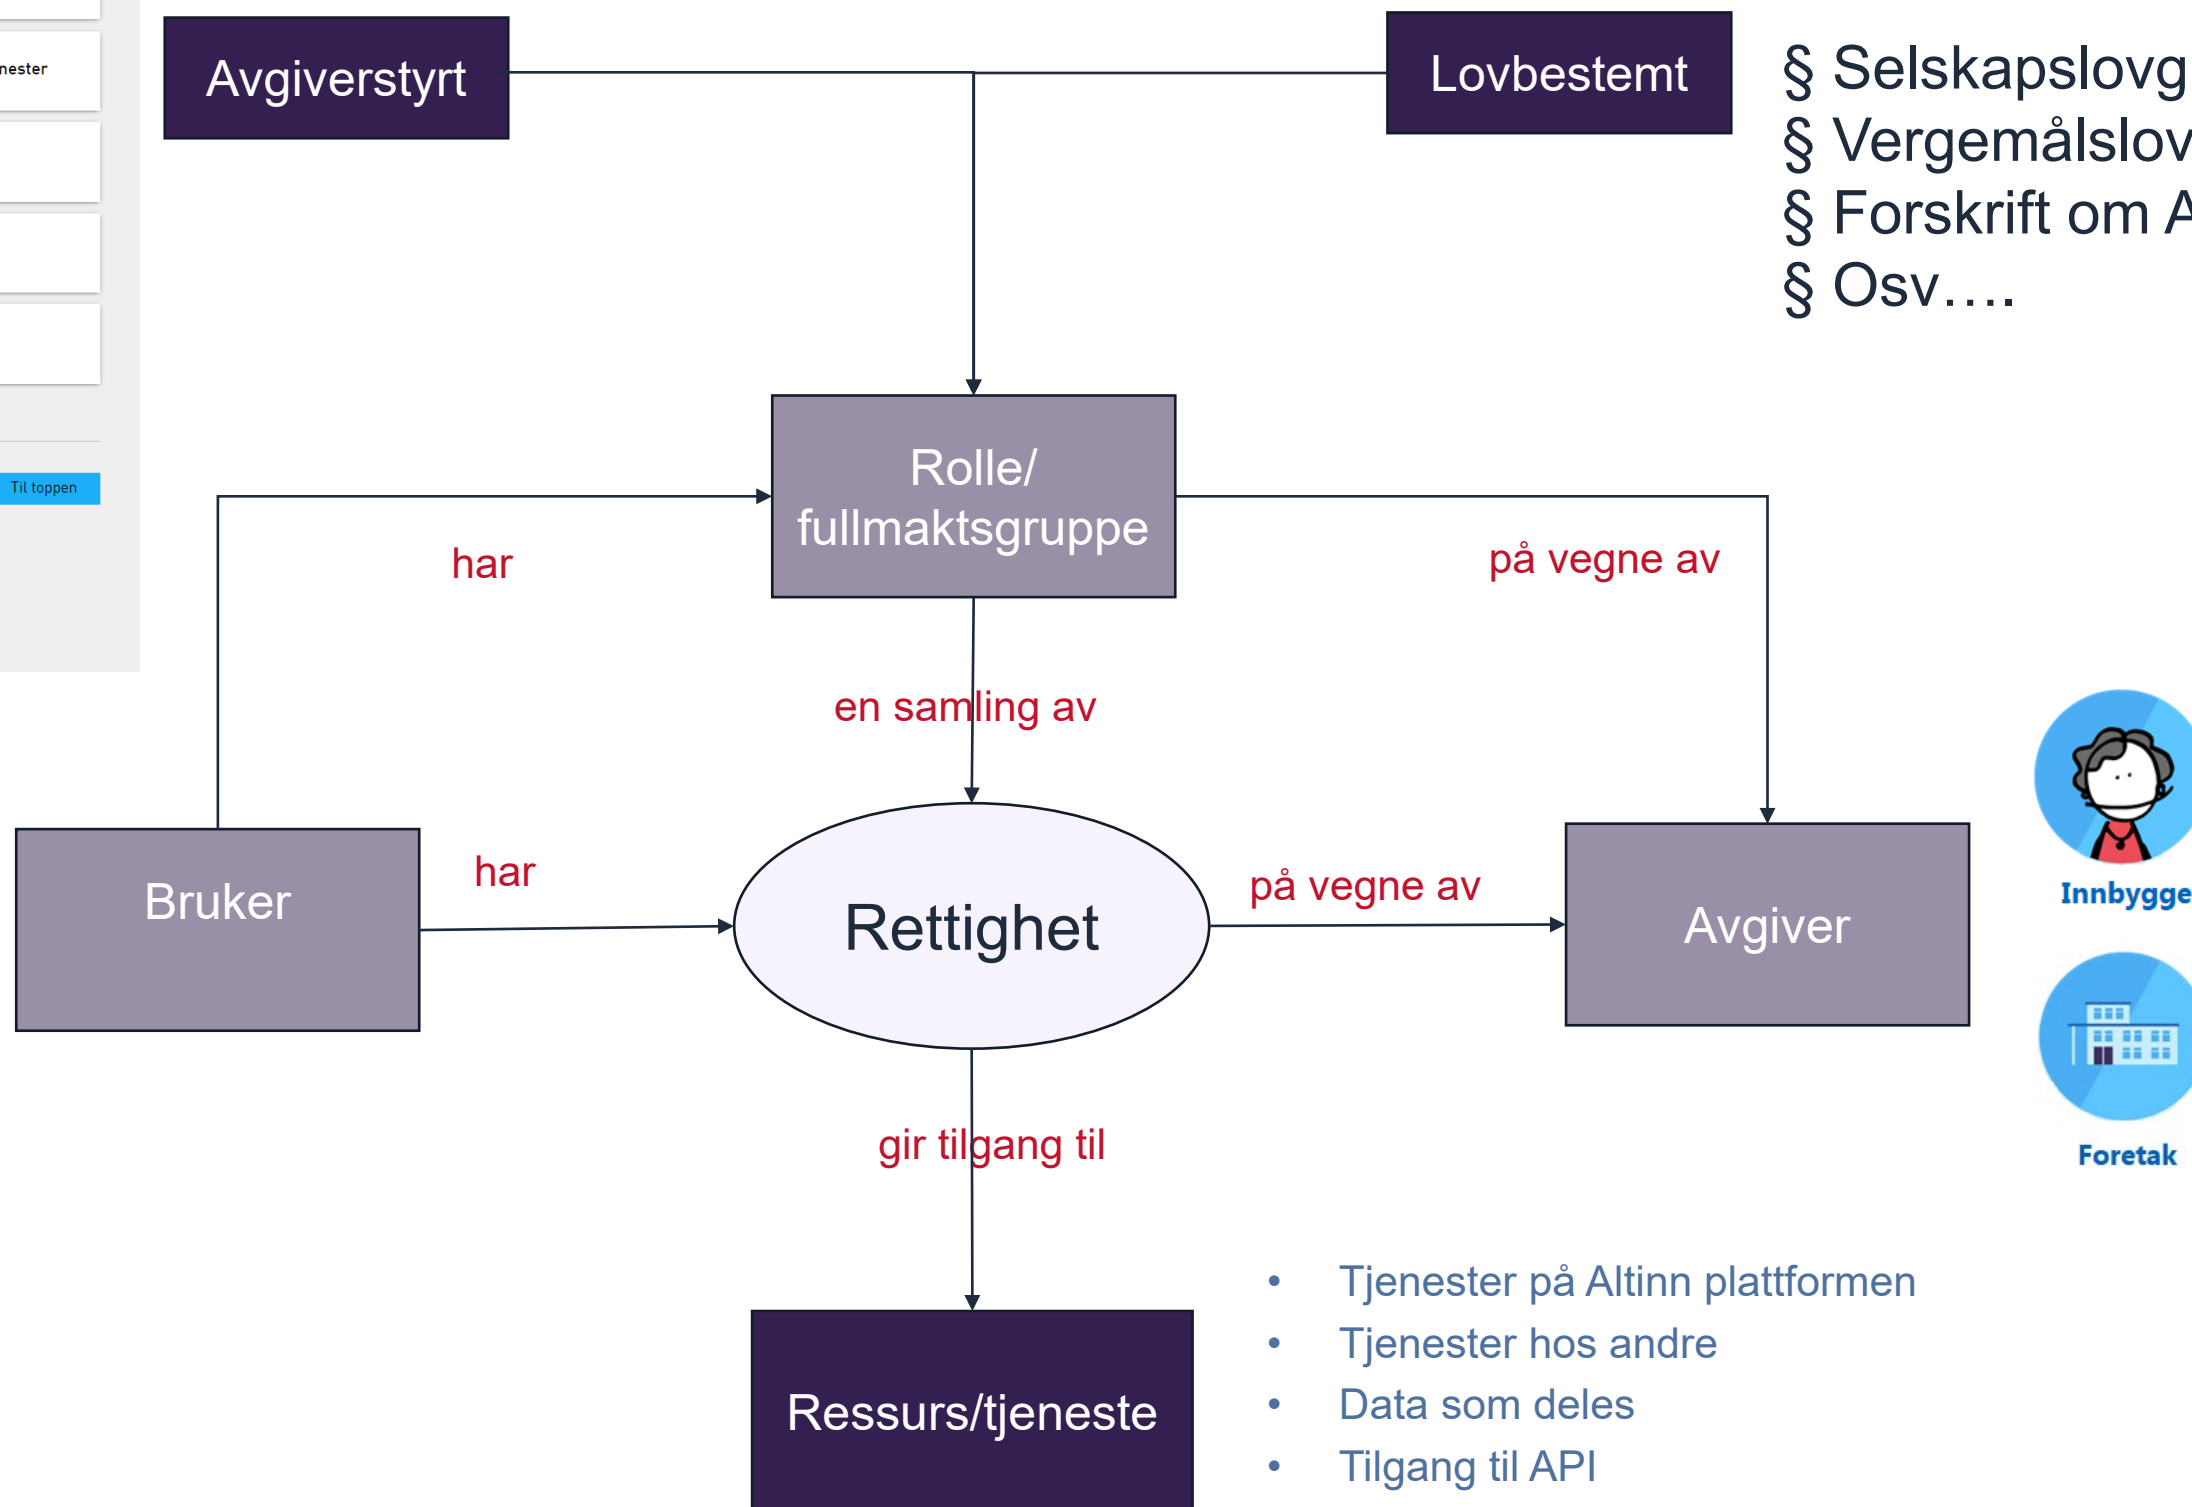 nester
Til toppen
Avgiverstyrt
Lovbestemt
§ Selskapslovg
§ Vergemålslov
§ Forskrift om A
§ Osv….
Rolle/
fullmaktsgruppe
har
på vegne av
en samling av
Bruker
har
Rettighet
på vegne av
Avgiver
Innbygge
Foretak
gir tilgang til
Ressurs/tjeneste
• Tjenester på Altinn plattformen
• Tjenester hos andre
• Data som deles
• Tilgang til API